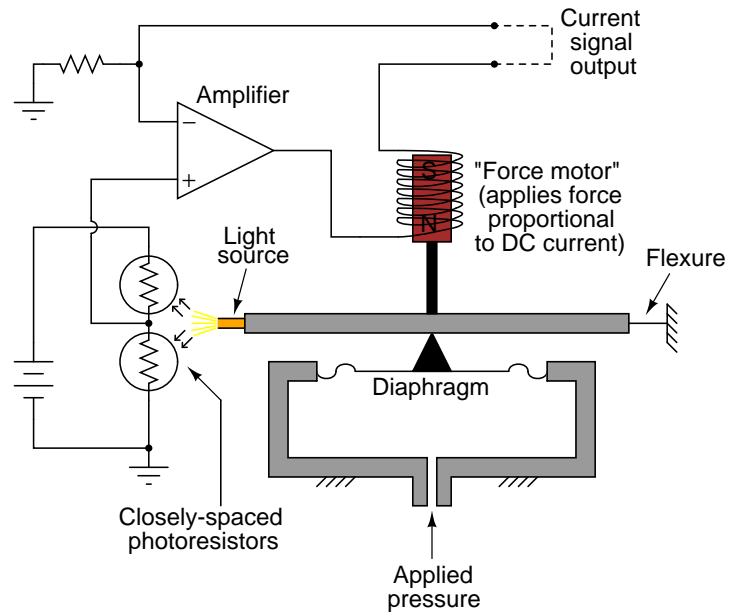 Current
signal
output
Amplifier
−
+
S
N
"Force motor"
(applies force
proportional
to DC current)
Light
source
Flexure
Diaphragm
Closely-spaced
photoresistors
Applied
pressure